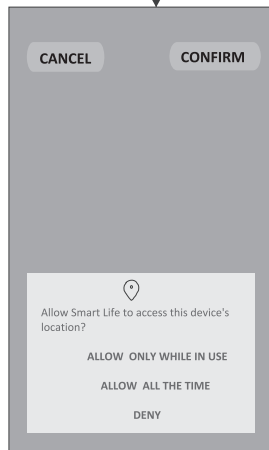 CANCEL CONFIRM
Allow Smart Life to access this device's
location?
ALLOW ONLY WHILE IN USE
ALLOW ALL THE TIME
DENY